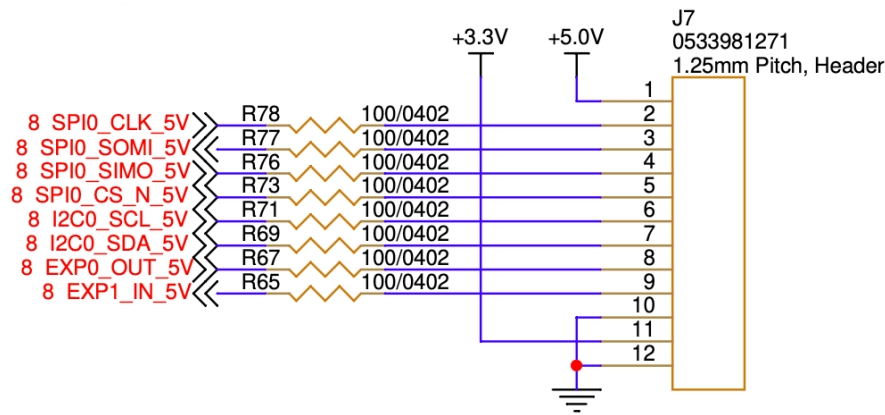 J7
0533981271
1.25mm Pitch, Header
+3.3V +5.0V
1
8 SPI0_CLK_5V R78 100/0402 2
8 SPI0_SOMI_5V R77 100/0402 3
8 SPI0_SIMO_5V R76 100/0402 4
8 SPI0_CS_N_5V R73 100/0402 5
8 I2C0_SCL_5V R71 100/0402 6
8 I2C0_SDA_5V R69 100/0402 7
8 EXP0_OUT_5V R67 100/0402 8
8 EXP1_IN_5V R65 100/0402 9
10
11
12